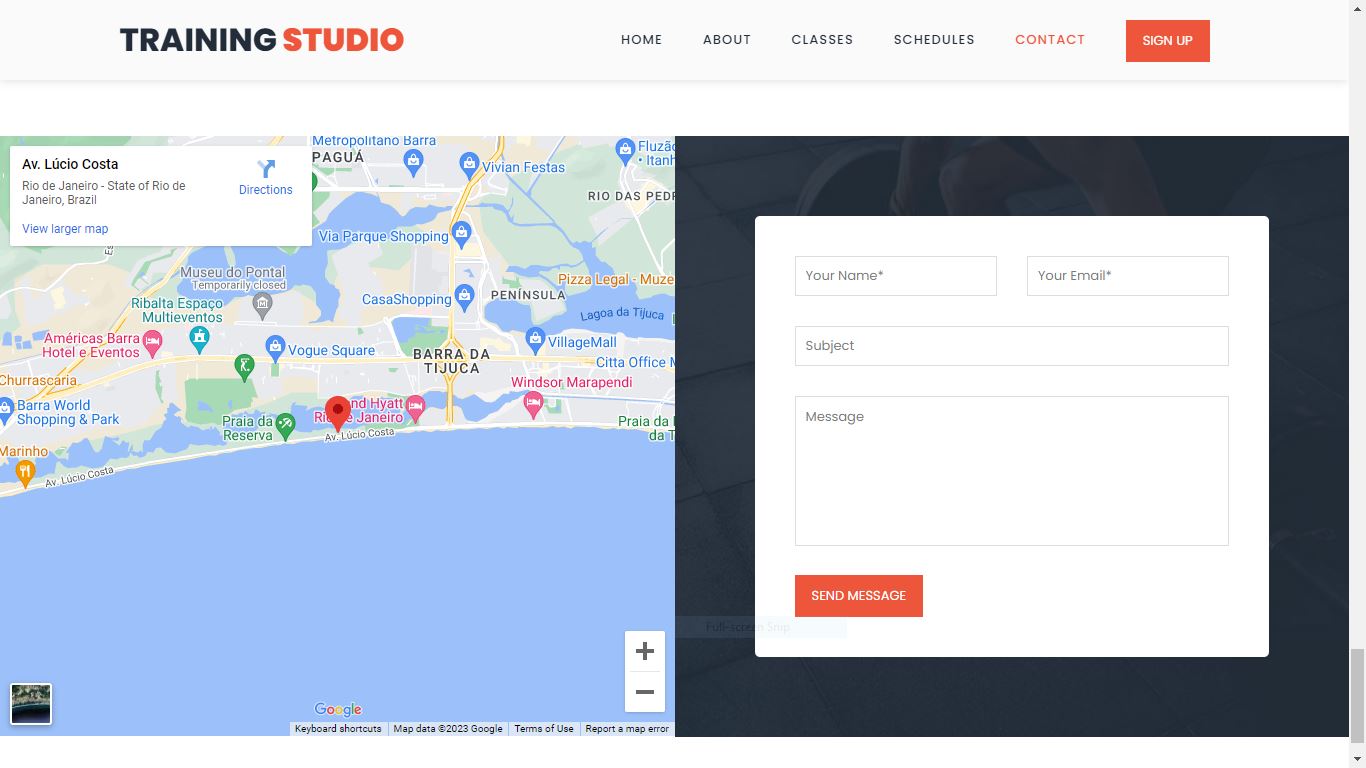 TRAINING STUDIO
HOME
ABOUT
CLASSES
SCHEDULES
CONTACT
SIGN UP
Av. Lúcio Costa
Rio de Janeiro - State of Rio de
Janeiro, Brazil
View larger map
Directions
Metropolitano Barra
PAGUÁ
Vivian Festas
Fluzão
• Itanh
RIO DAS PED
Via Parque Shopping
Museu do Pontal
Temporarily closed
Pizza Legal - Muze
CasaShopping
PENÍNSULA
Ribalta Espaço
Multieventos
Lagoa da Tijuca
Américas Barra
Hotel e Eventos
Vogue Square
VillageMall
BARRA DA
TIJUCA
Citta Office M
Churrascaria
Windsor Marapendi
Barra World
Shopping & Park
nd Hyatt
Ri de Janeiro
Praia da
Reserva
Av. Lúcio Costa
Praia da
da T
Marinho
Av. Lúcio Costa
Google
Keyboard shortcuts
Map data ©2023 Google
Terms of Use
Report a map error
Your Name*
Your Email*
Subject
Message
SEND MESSAGE
Full-screen Snip